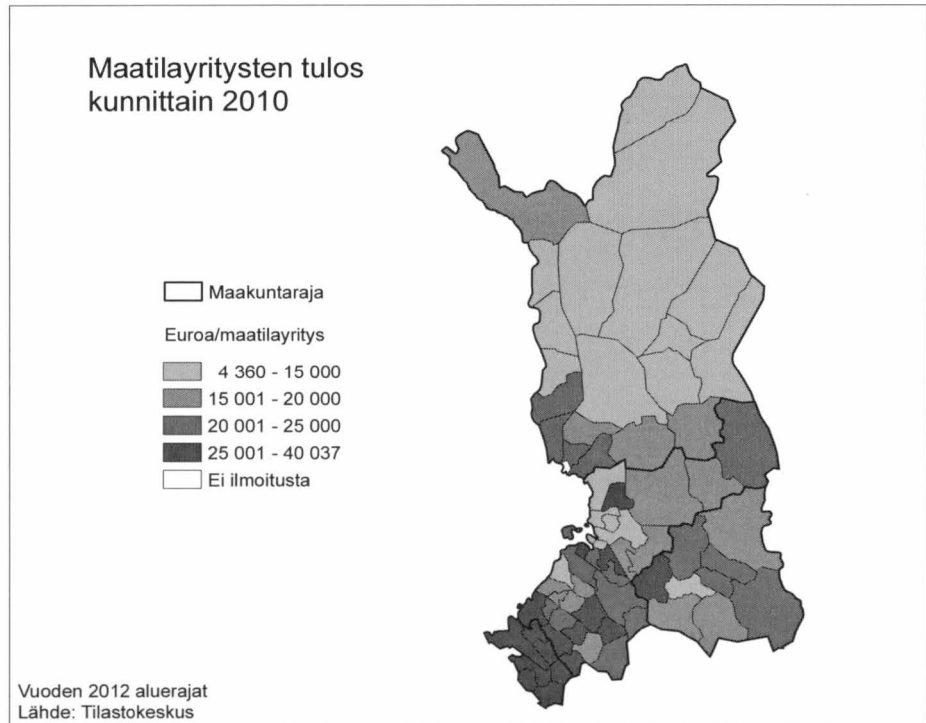 Maatilayritysten tulos
kunnittain 2010
Maakuntaraja
Euroa/maatilayritys
4 360 - 15 000
15 001 - 20 000
20 001 - 25 000
25 001 - 40 037
Ei ilmoitusta
Vuoden 2012 aluerajat
Lähde: Tilastokeskus